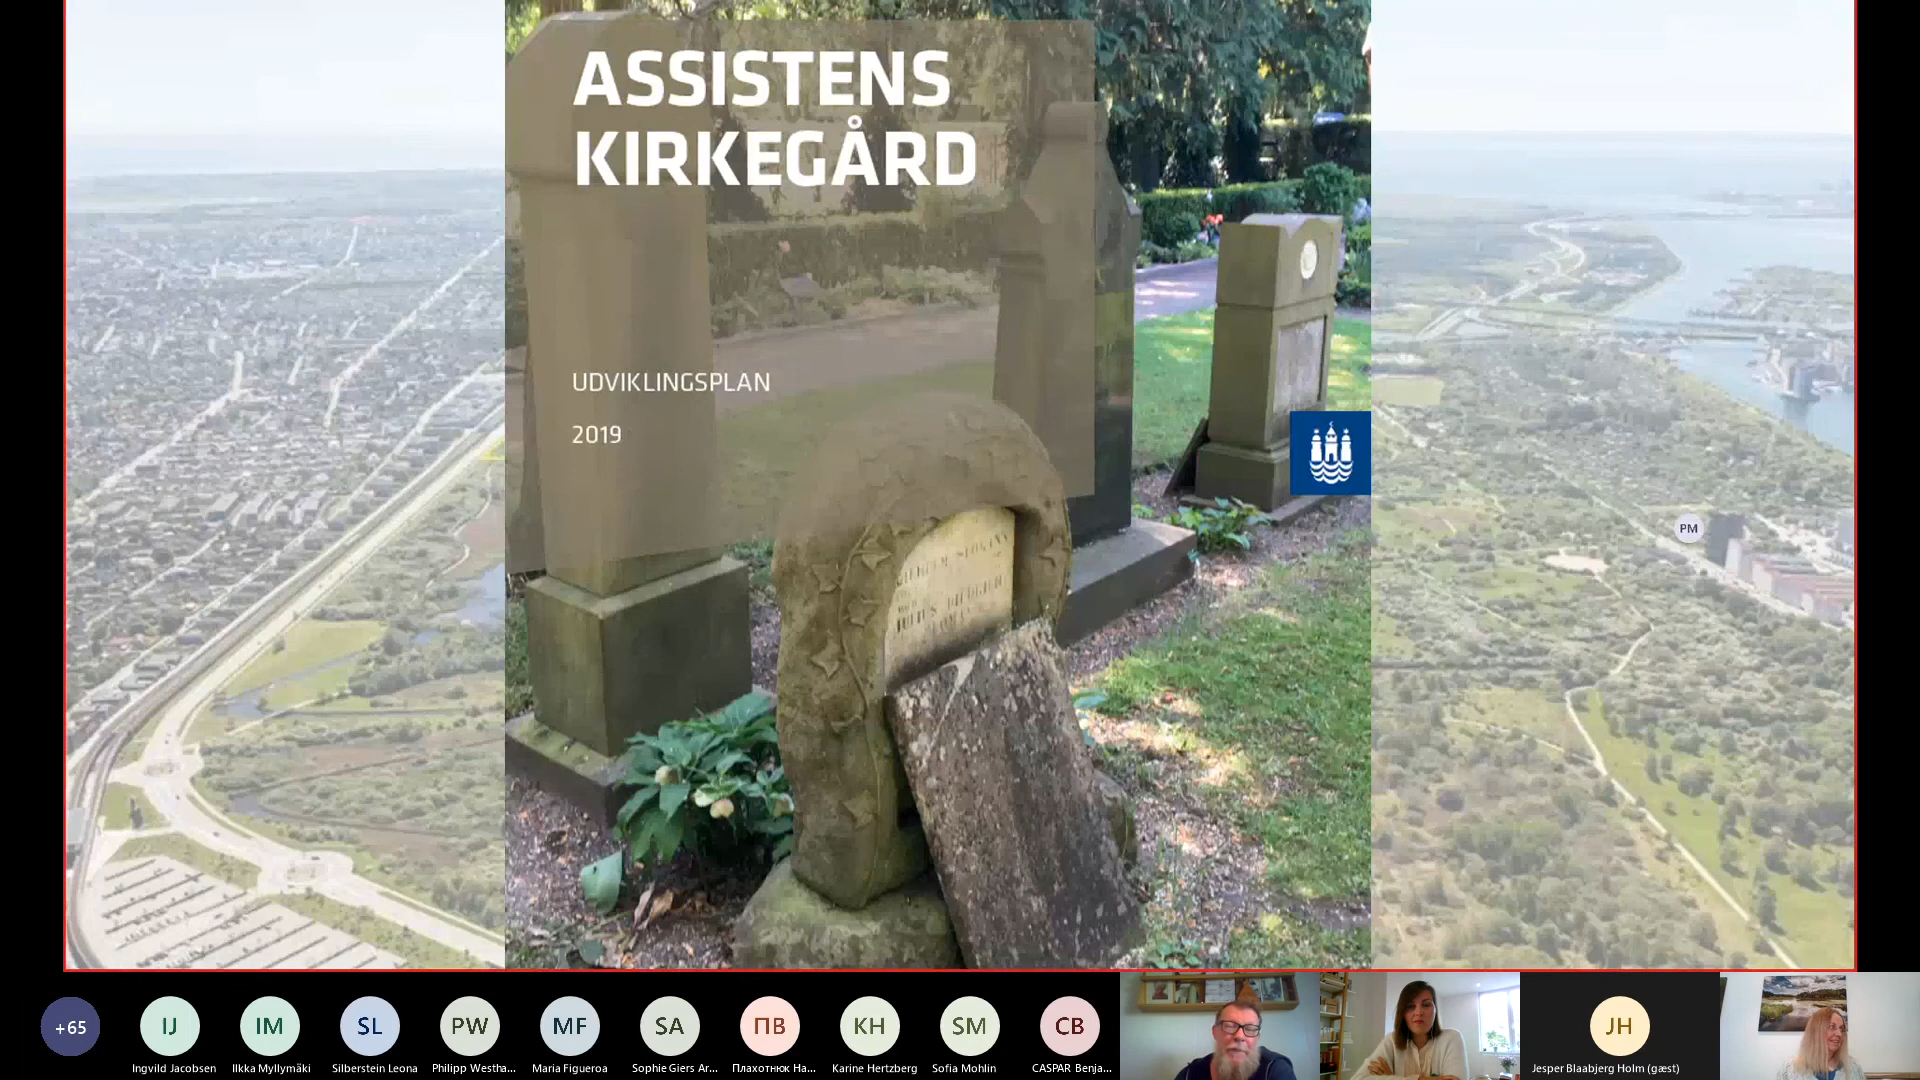 ASSISTENS
KIRKEGÅRD
UDVIKLINGSPLAN
2019
PM
+65
IJ
IM
SL
PW
MF
SA
ПВ
KH
SM
CB
JH
Ingvild Jacobsen
Ilkka Myllymäki
Silberstein Leona
Philipp Westha...
Maria Figueroa
Sophie Giers Ar...
Плахотнюк На...
Karine Hertzberg
Sofia Mohlin
CASPAR Benja...
Jesper Blaabjerg Holm (gæst)